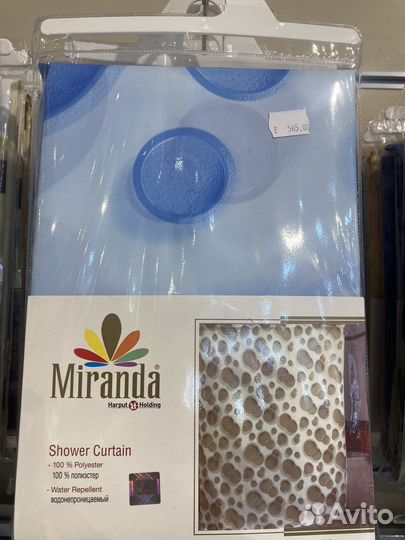 ₽ 565,00
Miranda®
Harput Holding
Shower Curtain
- 100 % Polyester
100 % полиэстер
- Water Repellent
водонепроницаемый
Avito